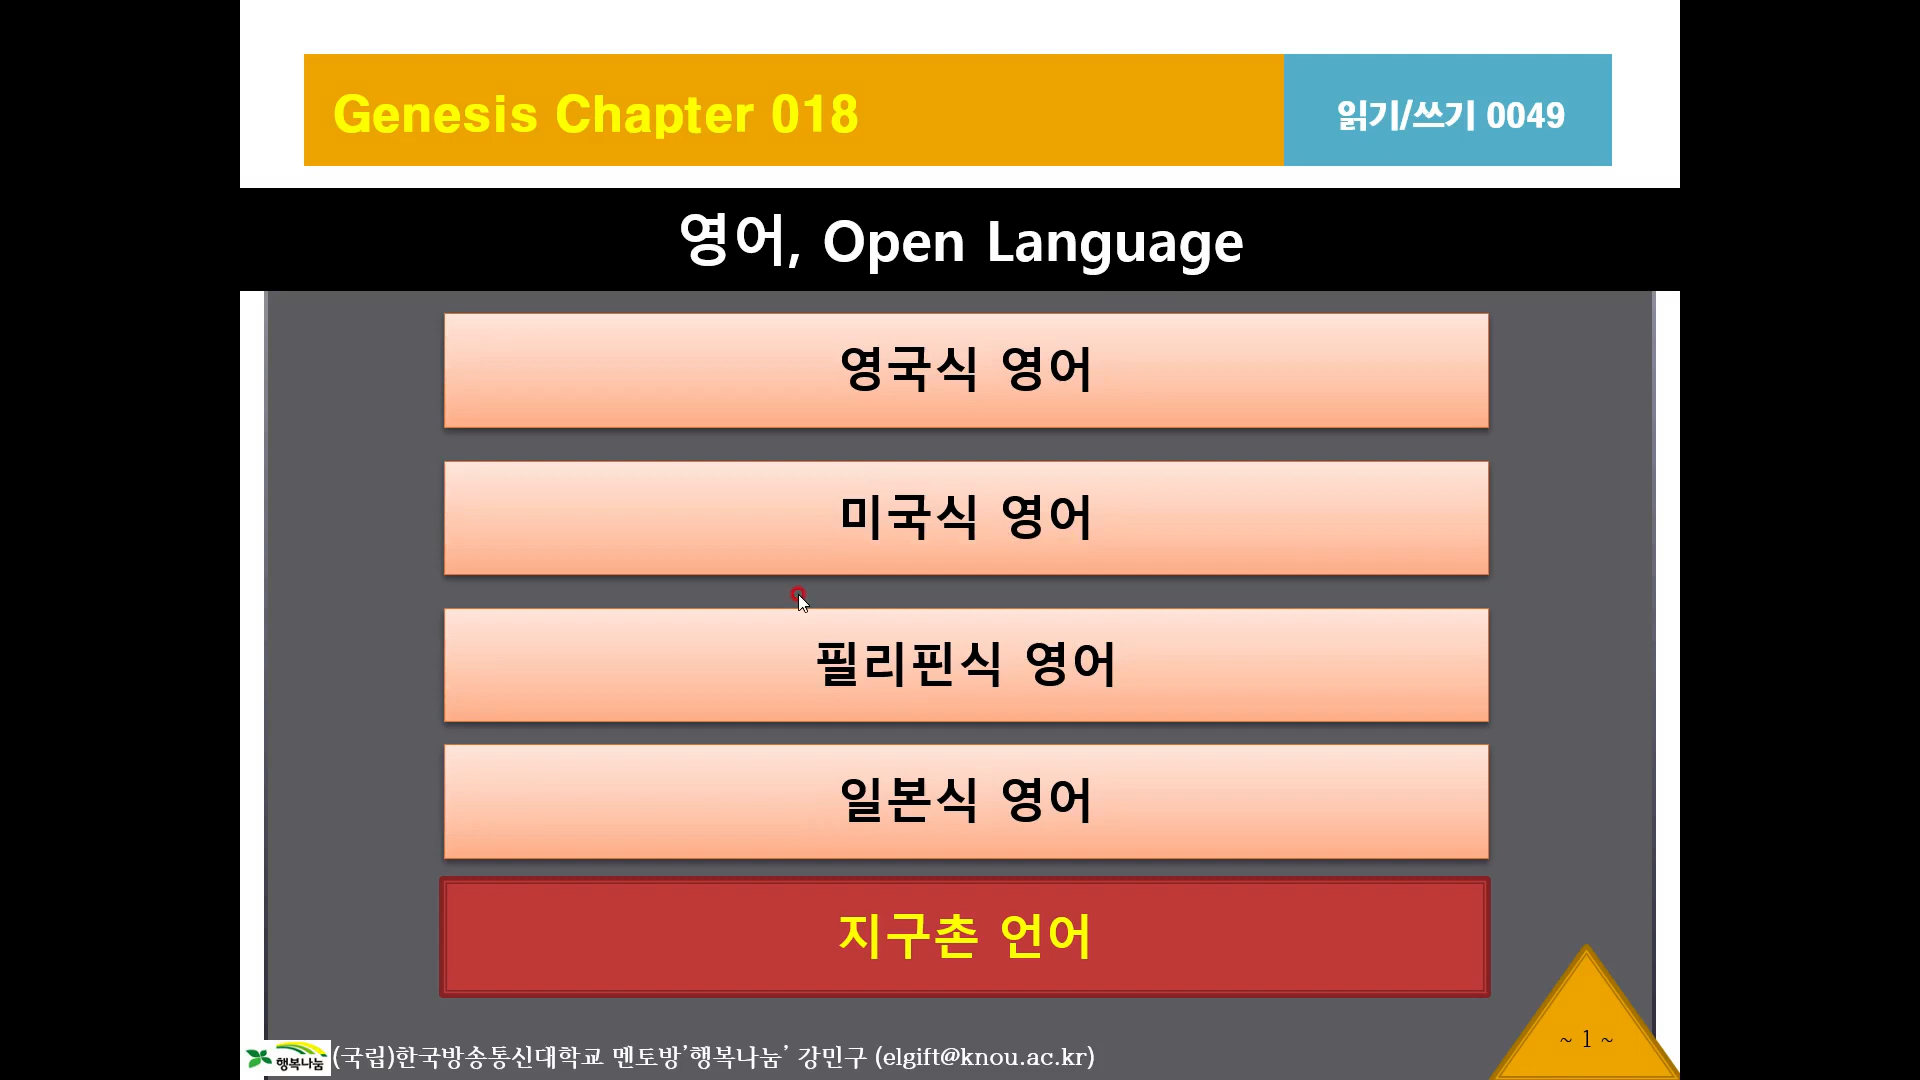 Genesis Chapter 018
읽기/쓰기 0049
영어, Open Language
영국식 영어
미국식 영어
필리핀식 영어
일본식 영어
지구촌 언어
~ 1 ~
행복나눔
(국립)한국방송통신대학교 멘토방’행복나눔’ 강민구 (elgift@knou.ac.kr)